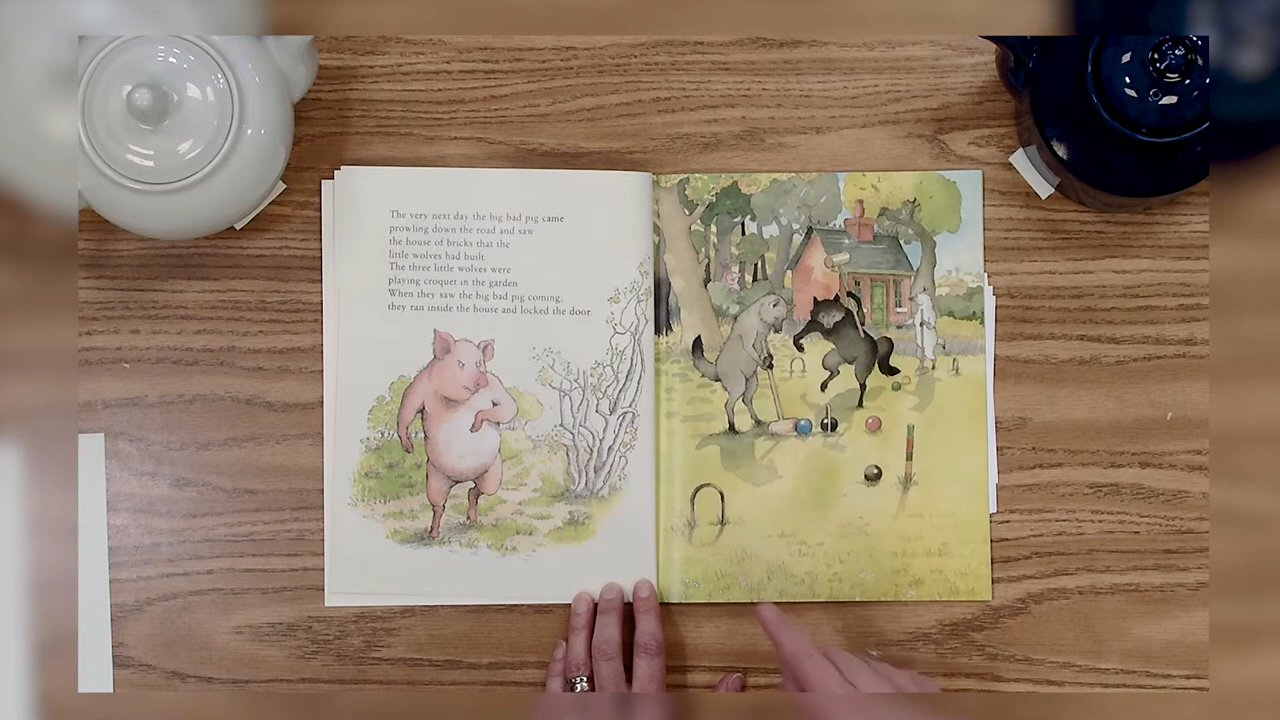 The very next day the big bad pig came
prowling down the road and saw
the house of bricks that the
little wolves had built.
The three little wolves were
playing croquet in the garden
When they saw the big bad pig coming,
they ran inside the house and locked the door.